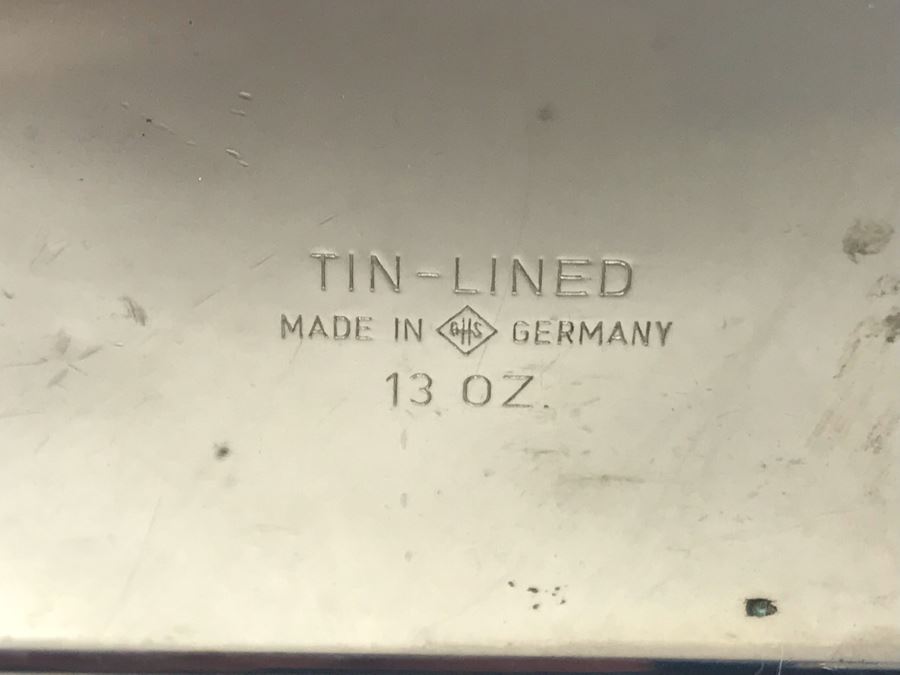 TIN-LINED
MADE IN GHS GERMANY
13 OZ.